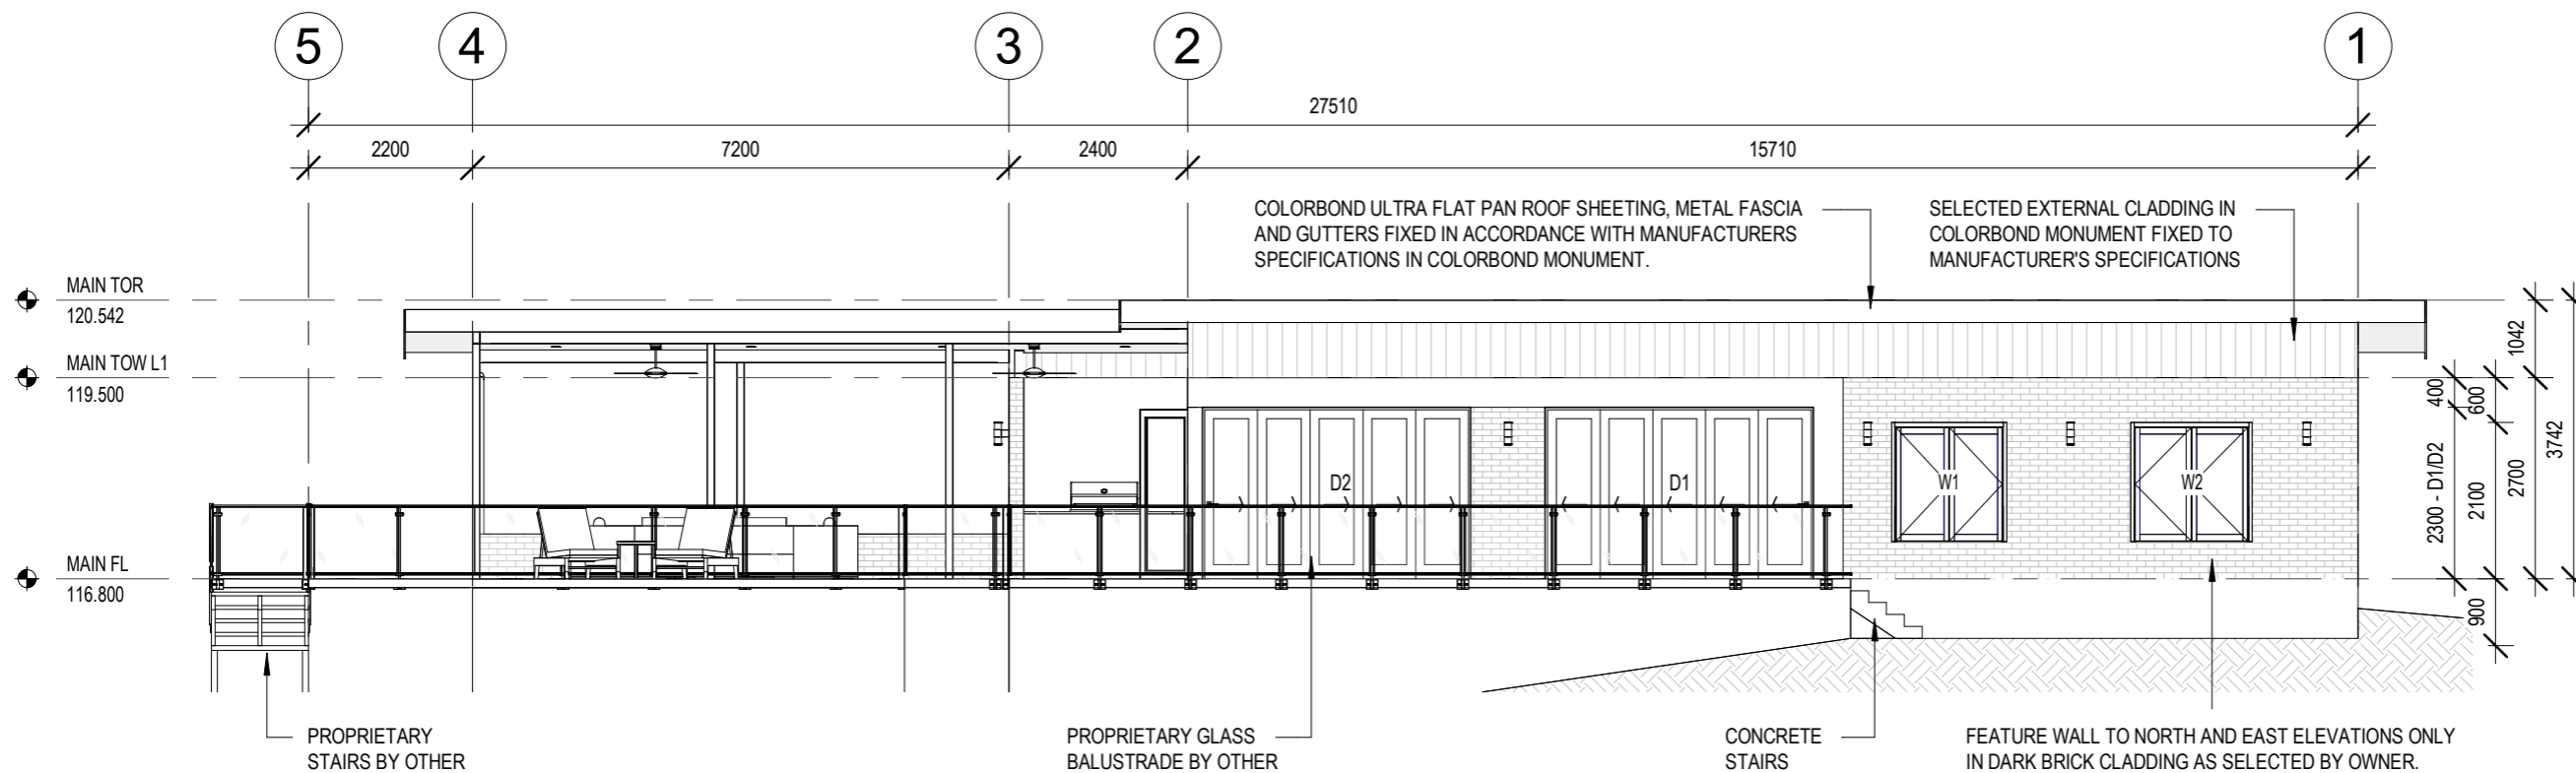 5
4
3
2
1
27510
2200
7200
2400
15710
COLORBOND ULTRA FLAT PAN ROOF SHEETING, METAL FASCIA
AND GUTTERS FIXED IN ACCORDANCE WITH MANUFACTURERS
SPECIFICATIONS IN COLORBOND MONUMENT.
SELECTED EXTERNAL CLADDING IN
COLORBOND MONUMENT FIXED TO
MANUFACTURER'S SPECIFICATIONS
MAIN TOR
120.542
MAIN TOW L1
119.500
MAIN FL
116.800
D2
D1
W1
W2
400
2300 - D1/D2
600
2100
900
1042
2700
3742
PROPRIETARY
STAIRS BY OTHER
PROPRIETARY GLASS
BALUSTRADE BY OTHER
CONCRETE
STAIRS
FEATURE WALL TO NORTH AND EAST ELEVATIONS ONLY
IN DARK BRICK CLADDING AS SELECTED BY OWNER.